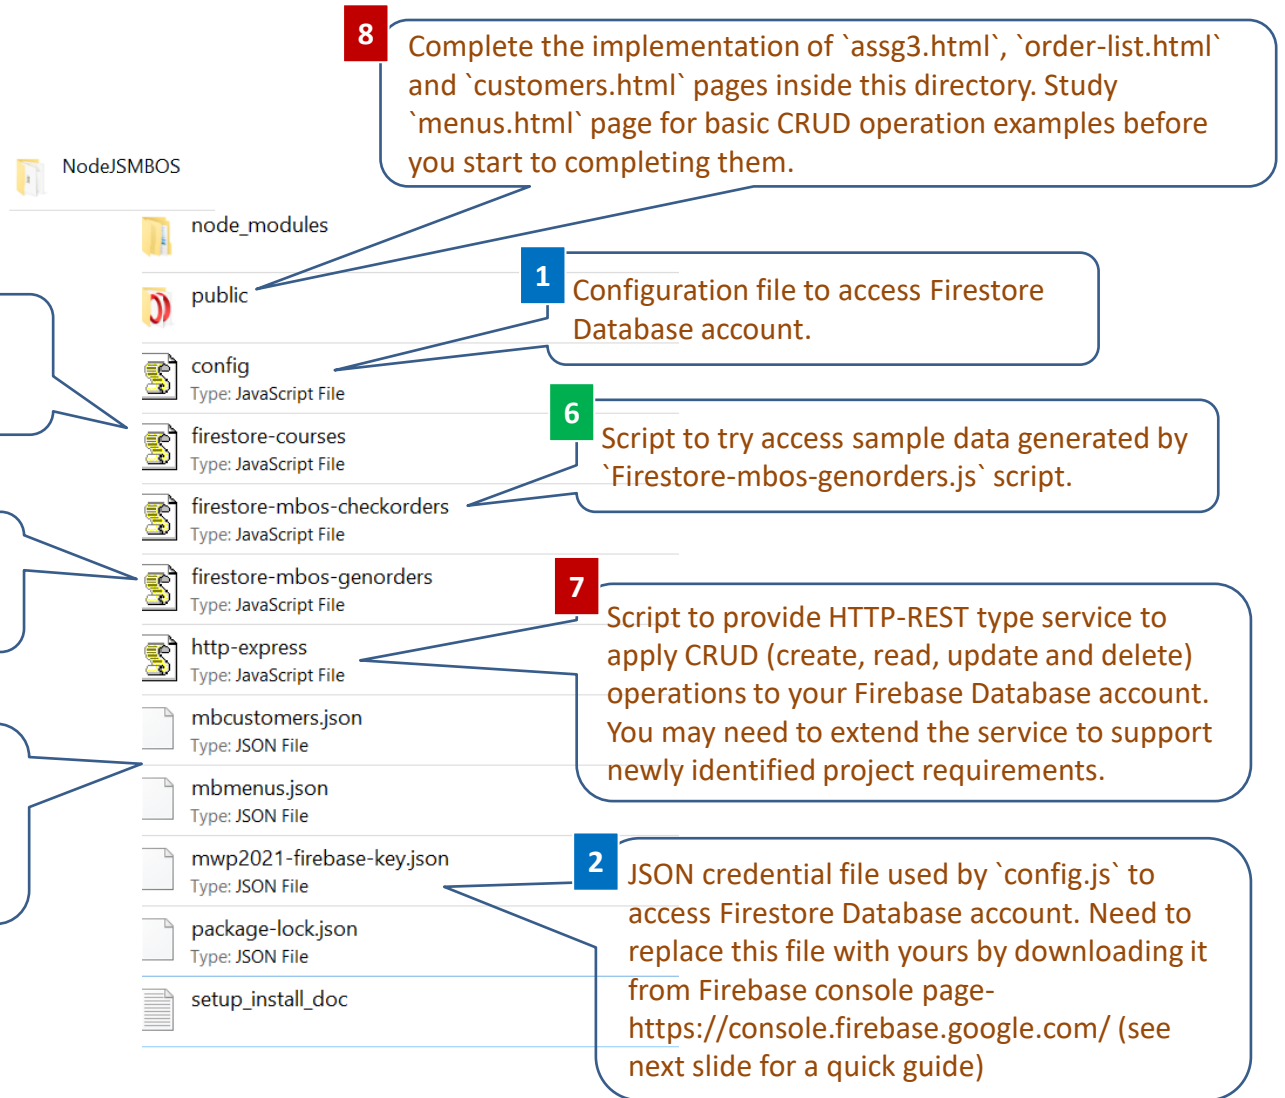 8
Complete the implementation of `assg3.html`, `order-list.html`
and `customers.html` pages inside this directory. Study
`menus.html` page for basic CRUD operation examples before
you start to completing them.
NodeJSMBOS
node_modules
public
1
Configuration file to access Firestore
Database account.
config
Type: JavaScript File
6
Script to try access sample data generated by
`Firestore-mbos-genorders.js` script.
firestore-courses
Type: JavaScript File
firestore-mbos-checkorders
Type: JavaScript File
firestore-mbos-genorders
Type: JavaScript File
7
Script to provide HTTP-REST type service to
apply CRUD (create, read, update and delete)
operations to your Firebase Database account.
You may need to extend the service to support
newly identified project requirements.
http-express
Type: JavaScript File
mbcustomers.json
Type: JSON File
mbmenus.json
Type: JSON File
mwp2021-firebase-key.json
Type: JSON File
2
JSON credential file used by `config.js` to
access Firestore Database account. Need to
replace this file with yours by downloading it
from Firebase console page-
https://console.firebase.google.com/ (see
next slide for a quick guide)
package-lock.json
Type: JSON File
setup_install_doc